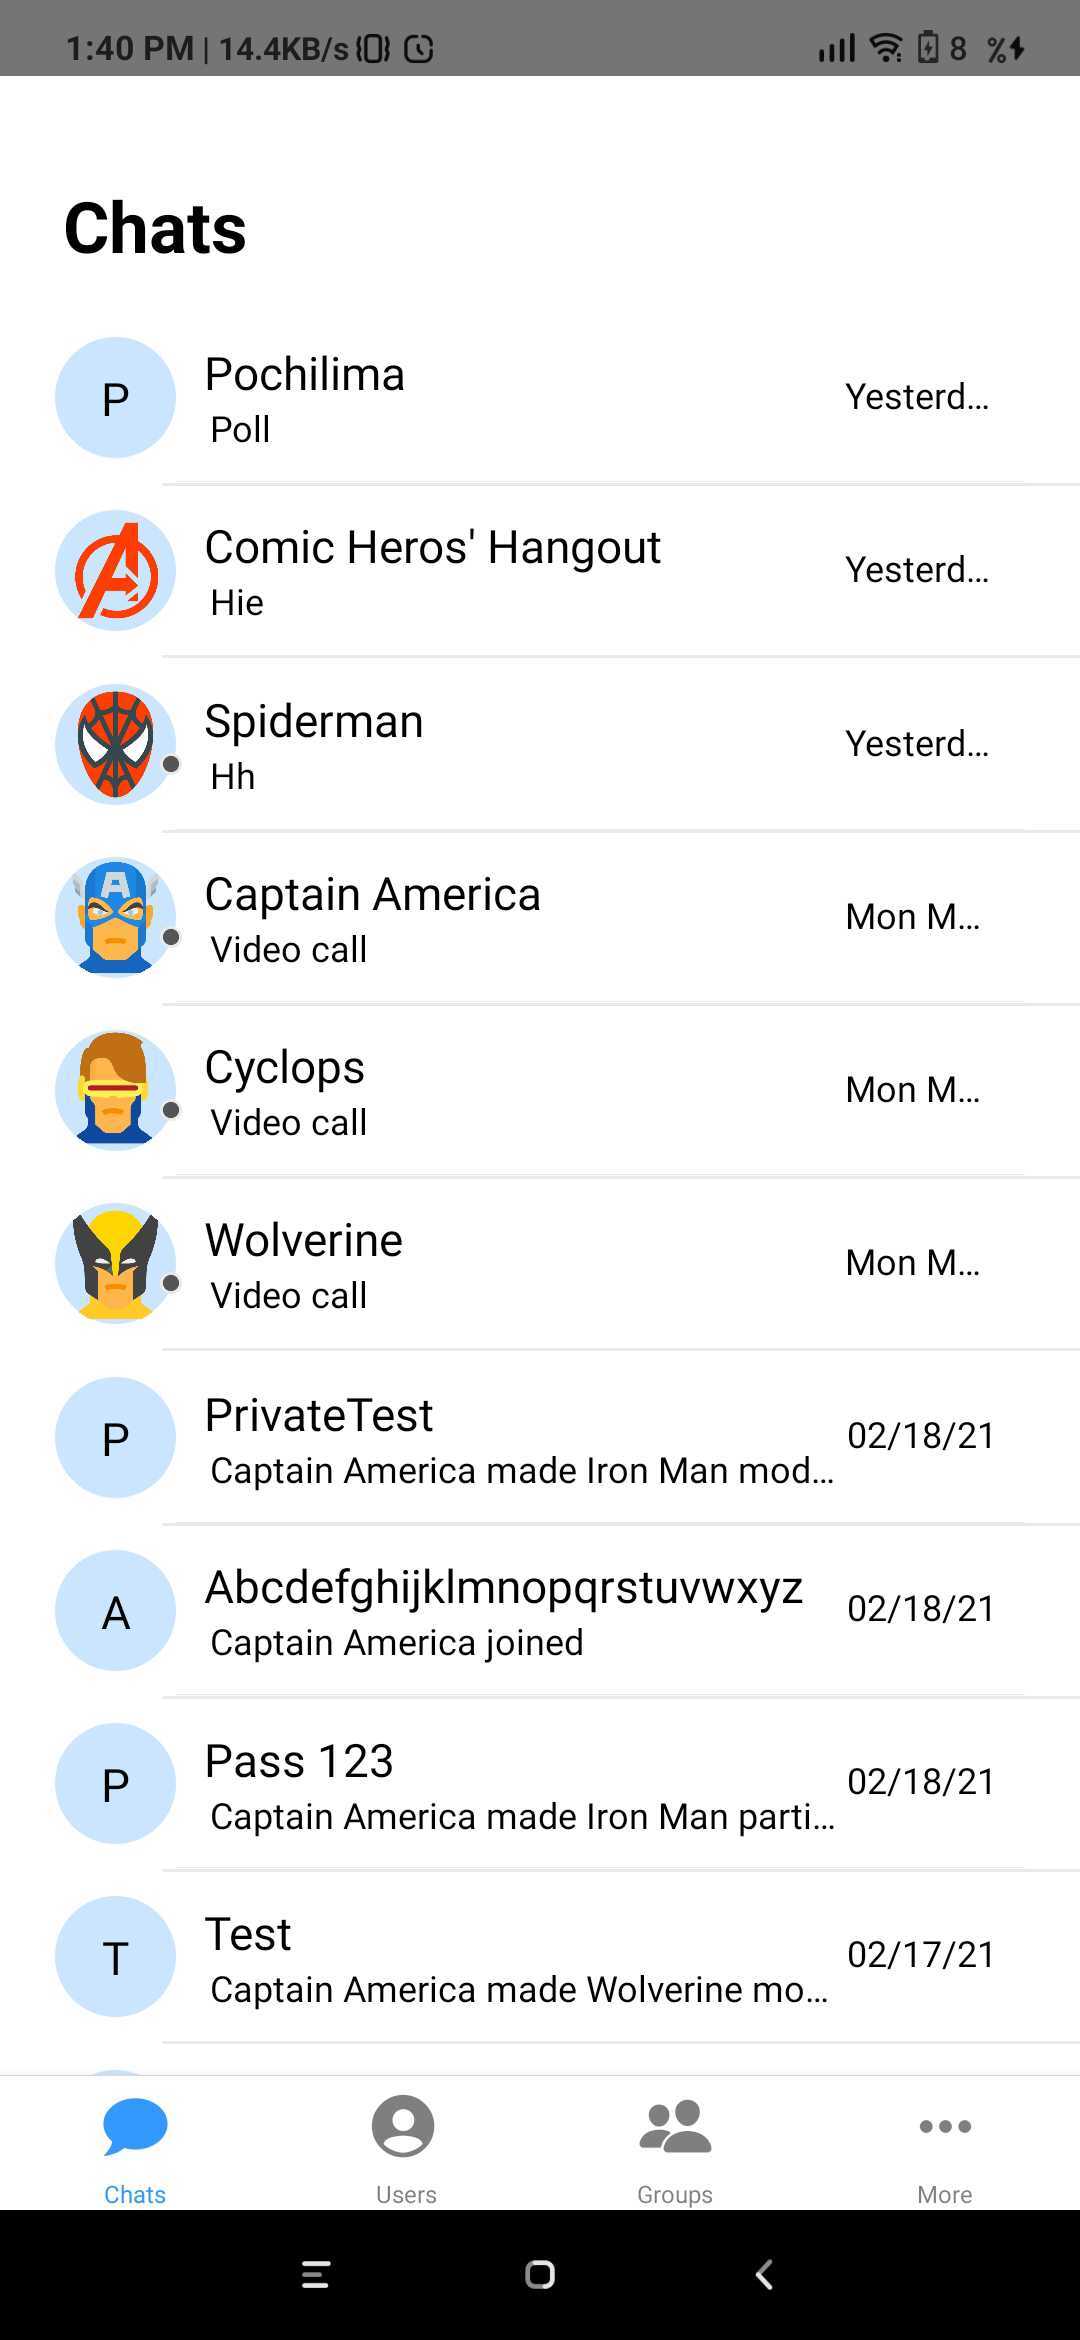 1:40 PM | 14.4KB/s 8 %
Chats
P Pochilima Yesterd...
Poll
Comic Heros' Hangout Yesterd...
Hie
Spiderman Yesterd...
Hh
Captain America Mon M...
Video call
Cyclops Mon M...
Video call
Wolverine Mon M...
Video call
P PrivateTest 02/18/21
Captain America made Iron Man mod...
A Abcdefghijklmnopqrstuvwxyz 02/18/21
Captain America joined
P Pass 123 02/18/21
Captain America made Iron Man parti...
T Test 02/17/21
Captain America made Wolverine mo...
Chats Users Groups More